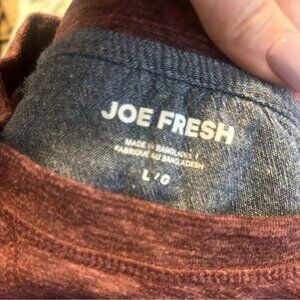 JOE FRESH
MADE IN BANGLADESH
FABRIQUÉ AU BANGLADESH
L / G